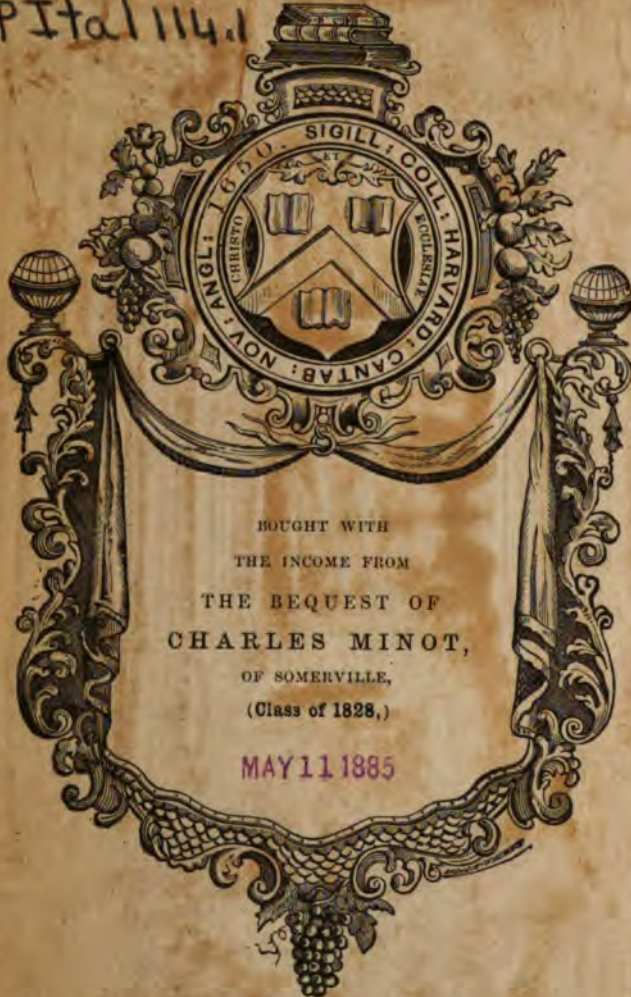 PItal114.1
SIGILL: COLL: HARVARD: CANTAB: NOV: ANGL: 1650.
CHRISTO
ET
ECCLESIAE
BOUGHT WITH
THE INCOME FROM
THE BEQUEST OF
CHARLES MINOT,
OF SOMERVILLE,
(Class of 1828,)
MAY 11 1885